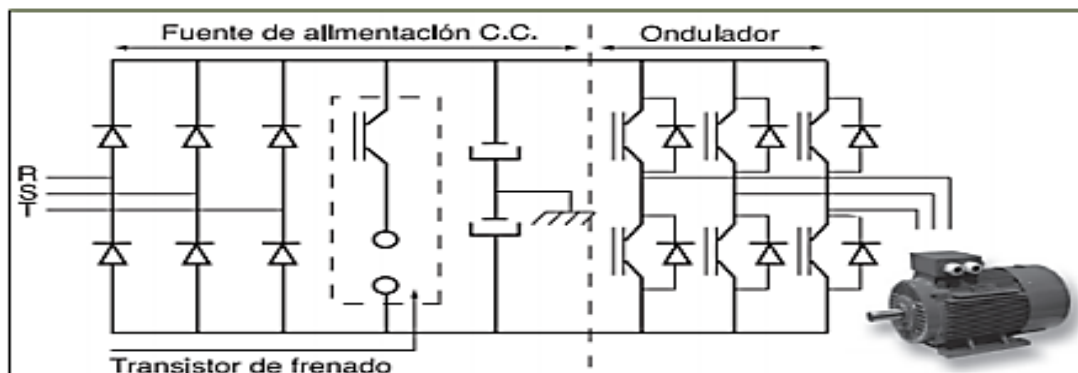 Fuente de alimentación C.C.
Ondulador
R
S
T
Transistor de frenado